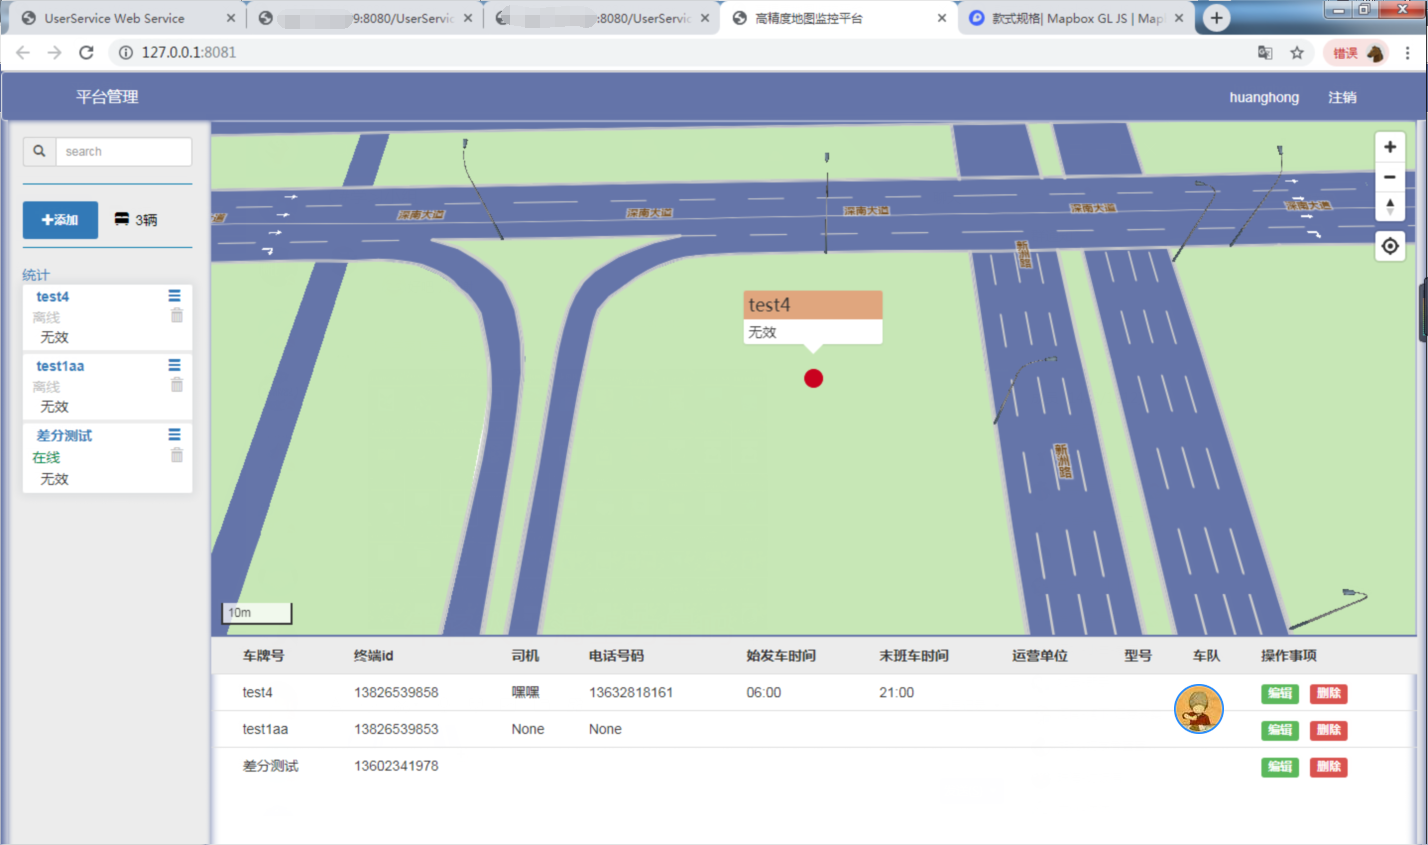 UserService Web Service
9:8080/UserServic
:8080/UserServic
高精度地图监控平台
款式规格| Mapbox GL JS | Map
127.0.0.1:8081
错误
平台管理
huanghong
注销
search
添加
3辆
统计
test4
离线
无效
test1aa
离线
无效
差分测试
在线
无效
深南大道
深南大道
深南大道
深南大道
深南大道
新洲路
test4
无效
新洲路
10m
车牌号 终端id 司机 电话号码 始发车时间 末班车时间 运营单位 型号 车队 操作事项
test4 13826539858 嘿嘿 13632818161 06:00 21:00 编辑 删除
test1aa 13826539853 None None 编辑 删除
差分测试 13602341978 编辑 删除